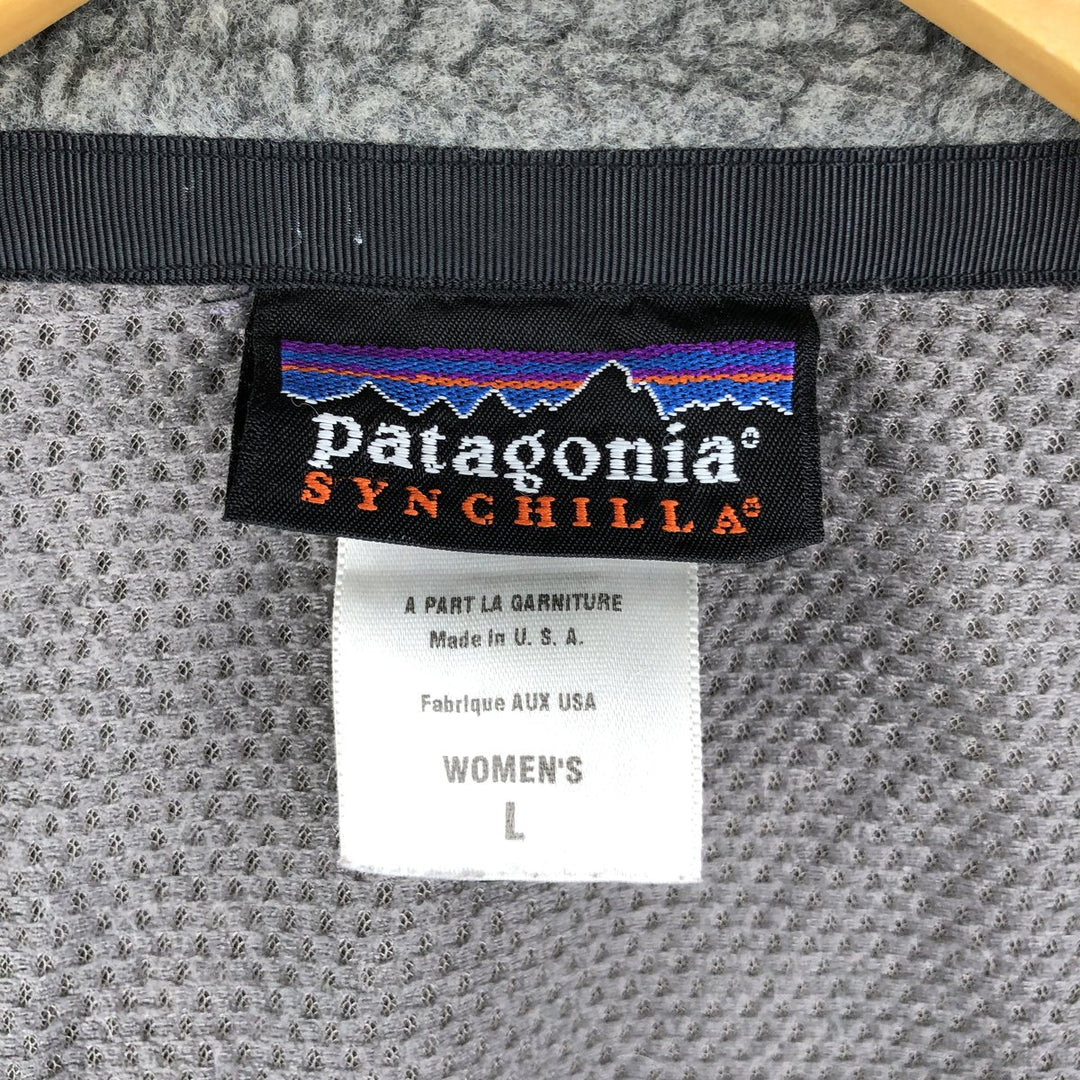 patagonia®
SYNCHILLA®
A PART LA GARNITURE
Made in U. S. A.
Fabrique AUX USA
WOMEN'S
L